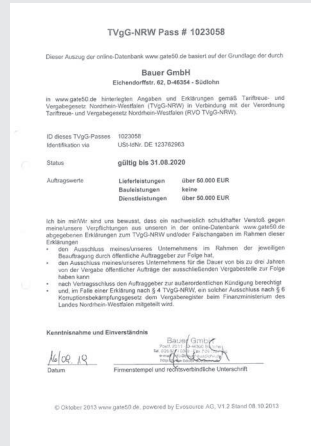 TVgG-NRW Pass # 1023058
Dieser Auszug der online-Datenbank www.gate50.de basiert auf der Grundlage der durch
Bauer GmbH
Eichendorffstr. 62, D-46354 - Südlohn
in www.gate50.de hinterlegten Angaben und Erklärungen gemäß Tariftreue- und
Vergabegesetz Nordrhein-Westfalen (TVgG-NRW) in Verbindung mit der Verordnung
Tariftreue- und Vergabegesetz Nordrhein-Westfalen (RVO TVgG-NRW).
ID dieses TVgG-Passes 1023058
Identifikation via USt-IdNr. DE 123762963
Status gültig bis 31.08.2020
Auftragswerte Lieferleistungen über 50.000 EUR
Bauleistungen keine
Dienstleistungen über 50.000 EUR
Ich bin mir/Wir sind uns bewusst, dass ein nachweislich schuldhafter Verstoß gegen
meine/unsere Verpflichtungen aus unseren in der online-Datenbank www.gate50.de
abgegebenen Erklärungen zum TVgG-NRW und/oder Falschangaben im Rahmen dieser
Erklärungen
• den Ausschluss meines/unseres Unternehmens im Rahmen der jeweiligen
Beauftragung durch öffentliche Auftraggeber zur Folge hat,
• den Ausschluss meines/unseres Unternehmens für die Dauer von bis zu drei Jahren
von der Vergabe öffentlicher Aufträge der ausschließenden Vergabestelle zur Folge
haben kann
• nach Vertragsschluss den Auftraggeber zur außerordentlichen Kündigung berechtigt
• und, im Falle einer Erklärung nach § 4 TVgG-NRW, ein solcher Ausschluss nach § 6
Korruptionsbekämpfungsgesetz dem Vergaberegister beim Finanzministerium des
Landes Nordrhein-Westfalen mitgeteilt wird.
Kenntnisnahme und Einverständnis
Bauer GmbH
16/09 19
Datum Firmenstempel und rechtsverbindliche Unterschrift
© Oktober 2013 www.gate50.de, powered by Evosource AG, V1.2 Stand 08.10.2013